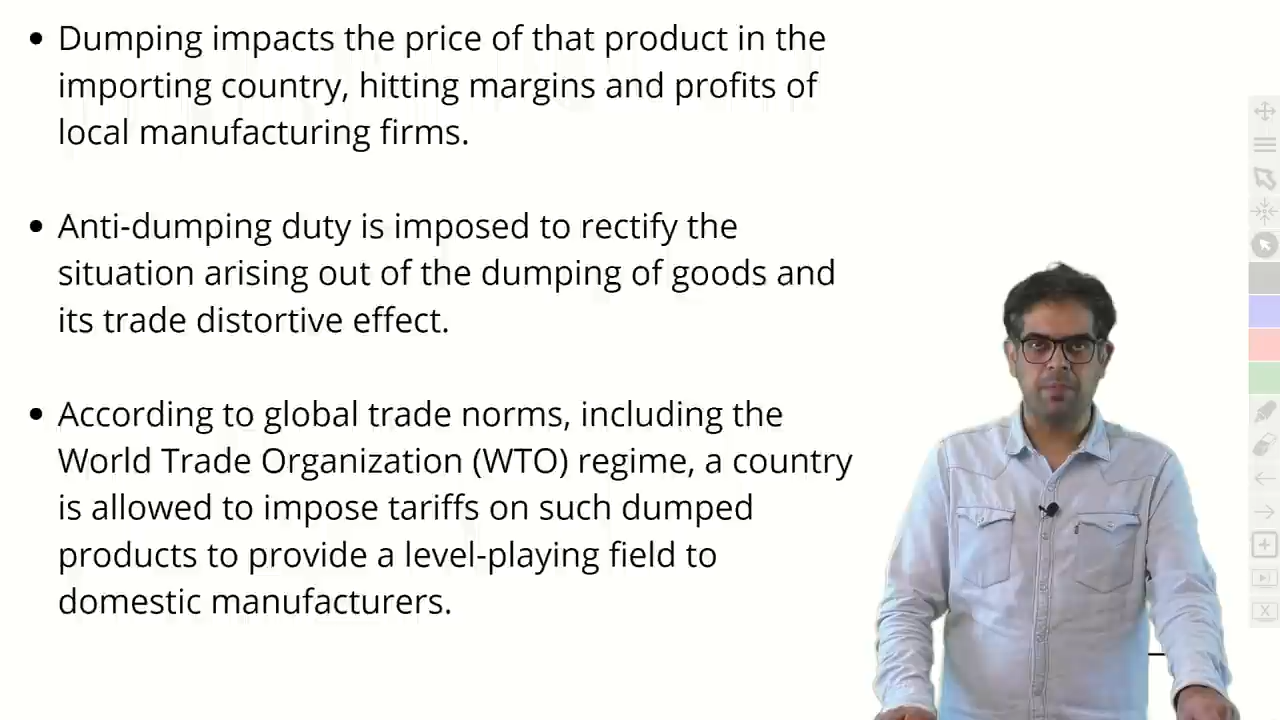 • Dumping impacts the price of that product in the
importing country, hitting margins and profits of
local manufacturing firms.
• Anti-dumping duty is imposed to rectify the
situation arising out of the dumping of goods and
its trade distortive effect.
• According to global trade norms, including the
World Trade Organization (WTO) regime, a country
is allowed to impose tariffs on such dumped
products to provide a level-playing field to
domestic manufacturers.